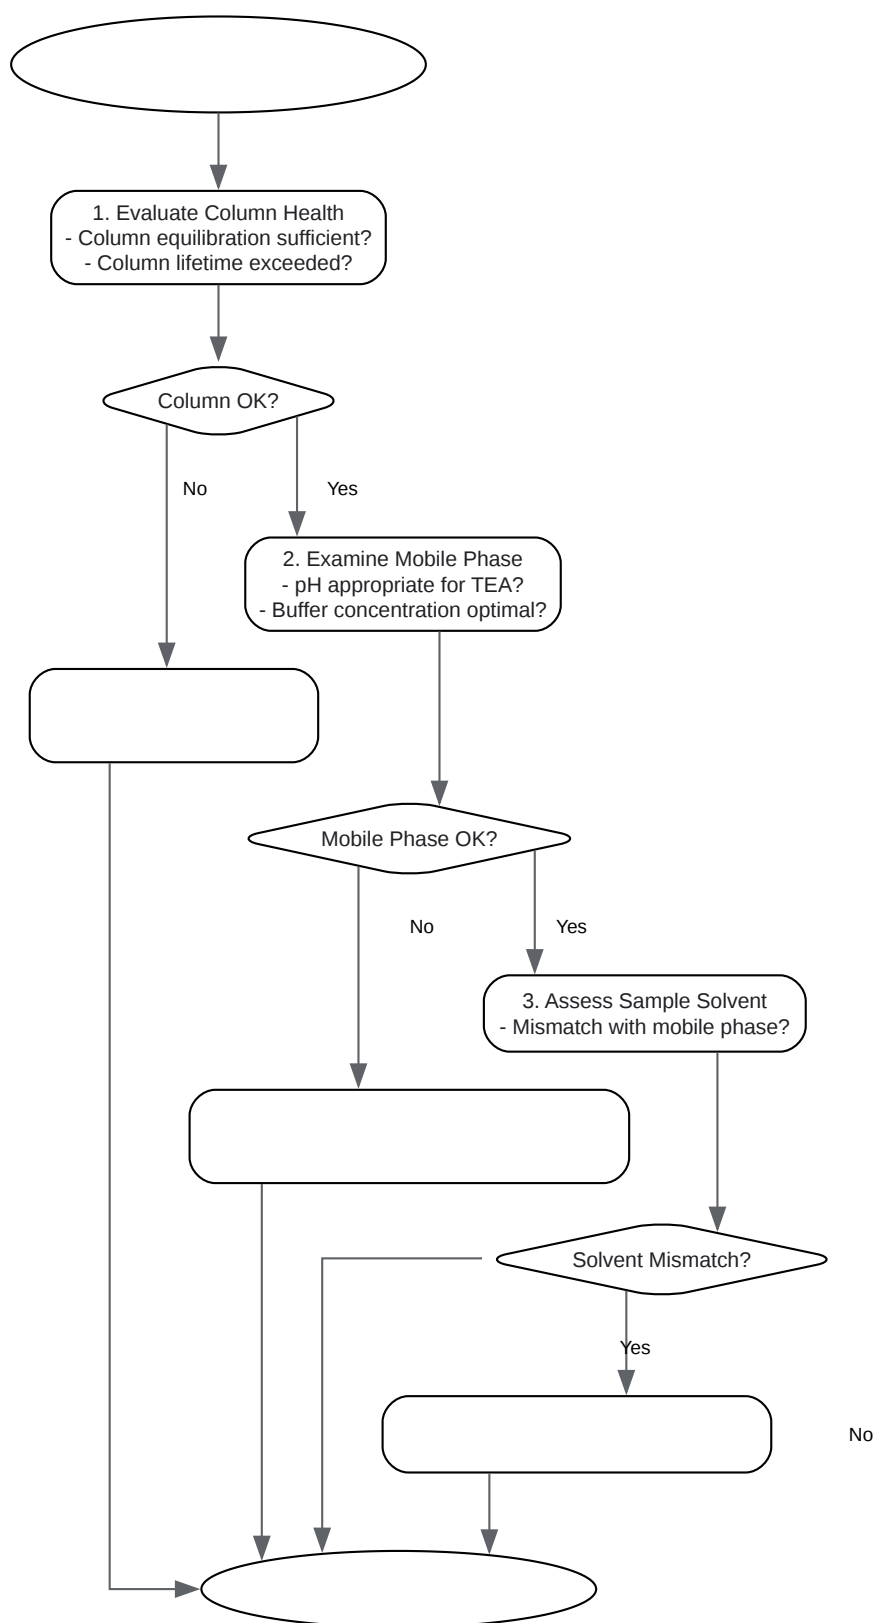 1. Evaluate Column Health
- Column equilibration sufficient?
- Column lifetime exceeded?
Column OK?
No
Yes
2. Examine Mobile Phase
- pH appropriate for TEA?
- Buffer concentration optimal?
Mobile Phase OK?
No
Yes
3. Assess Sample Solvent
- Mismatch with mobile phase?
Solvent Mismatch?
Yes
No